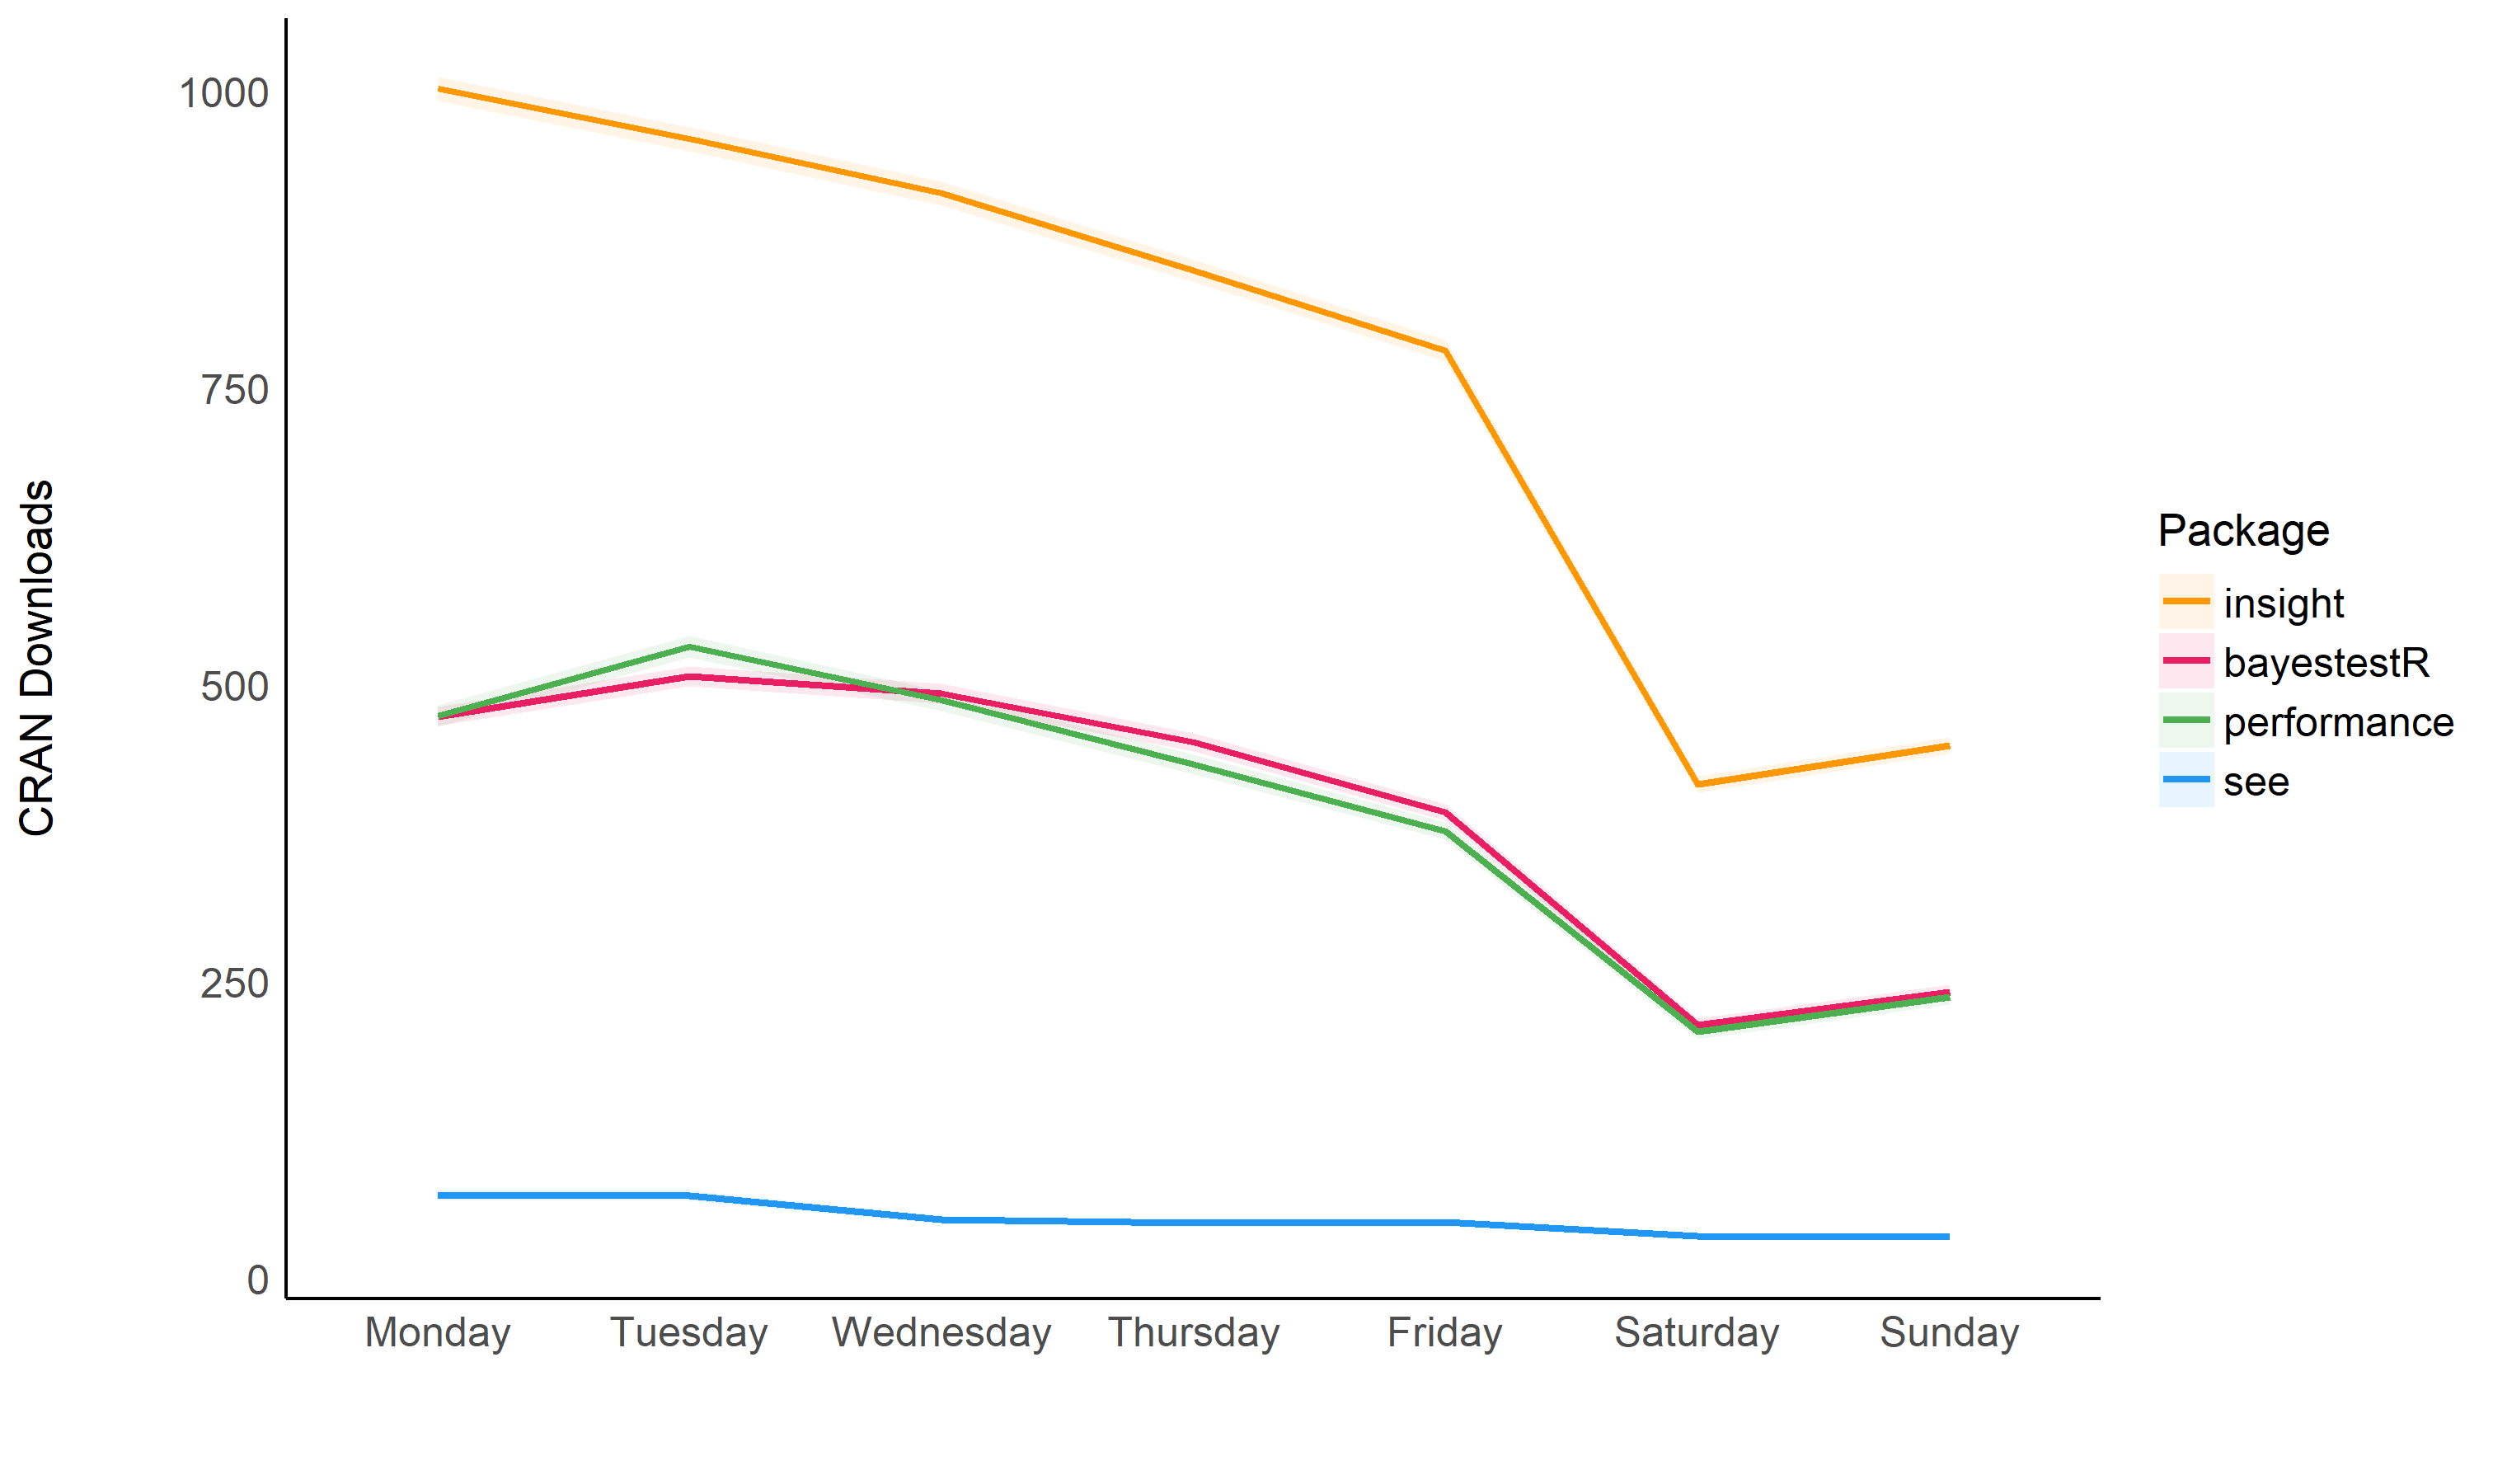 CRAN Downloads
1000
750
500
250
0
Monday Tuesday Wednesday Thursday Friday Saturday Sunday
Package
insight
bayestestR
performance
see